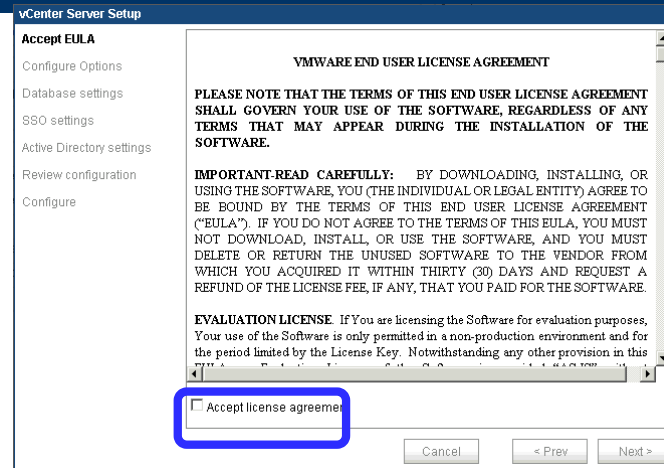 vCenter Server Setup
Accept EULA
Configure Options
Database settings
SSO settings
Active Directory settings
Review configuration
Configure
VMWARE END USER LICENSE AGREEMENT
PLEASE NOTE THAT THE TERMS OF THIS END USER LICENSE AGREEMENT
SHALL GOVERN YOUR USE OF THE SOFTWARE, REGARDLESS OF ANY
TERMS THAT MAY APPEAR DURING THE INSTALLATION OF THE
SOFTWARE.
IMPORTANT-READ CAREFULLY: BY DOWNLOADING, INSTALLING, OR
USING THE SOFTWARE, YOU (THE INDIVIDUAL OR LEGAL ENTITY) AGREE TO
BE BOUND BY THE TERMS OF THIS END USER LICENSE AGREEMENT
(“EULA”). IF YOU DO NOT AGREE TO THE TERMS OF THIS EULA, YOU MUST
NOT DOWNLOAD, INSTALL, OR USE THE SOFTWARE, AND YOU MUST
DELETE OR RETURN THE UNUSED SOFTWARE TO THE VENDOR FROM
WHICH YOU ACQUIRED IT WITHIN THIRTY (30) DAYS AND REQUEST A
REFUND OF THE LICENSE FEE, IF ANY, THAT YOU PAID FOR THE SOFTWARE.
EVALUATION LICENSE. If You are licensing the Software for evaluation purposes,
Your use of the Software is only permitted in a non-production environment and for
the period limited by the License Key. Notwithstanding any other provision in this
Accept license agreemen
Cancel
< Prev
Next >